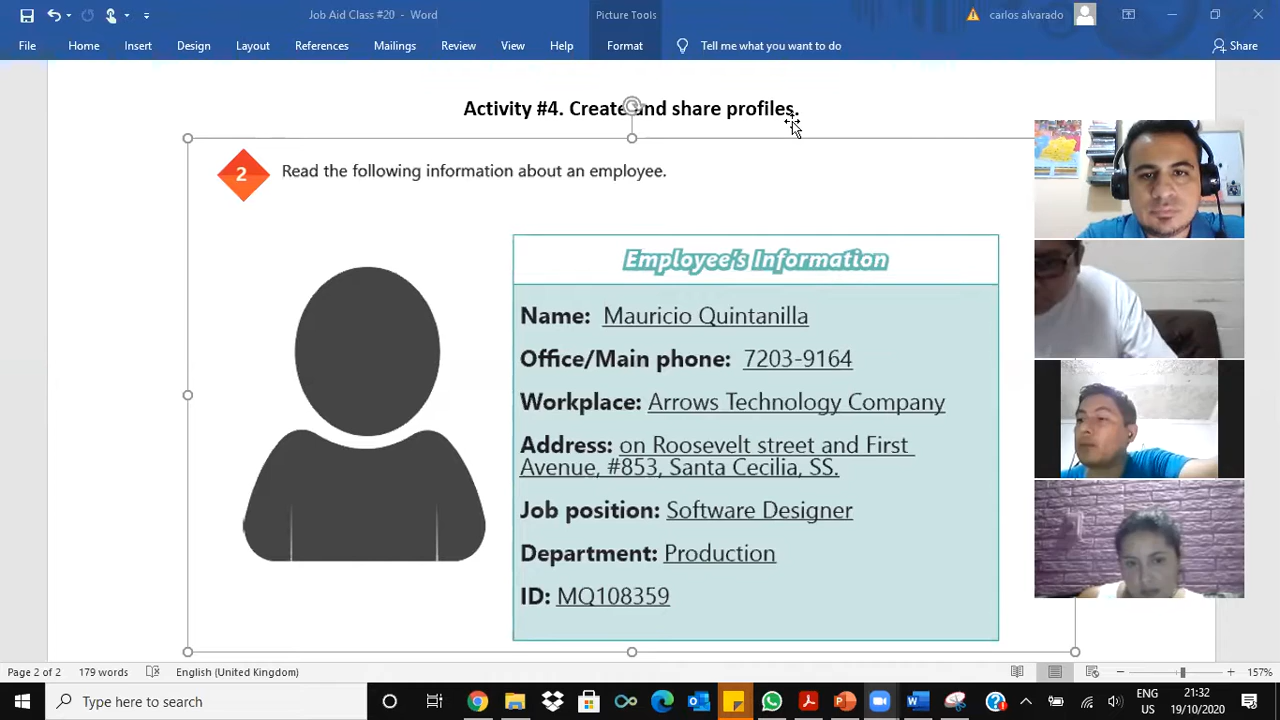 Job Aid Class #20 - Word
Picture Tools
carlos alvarado
File Home Insert Design Layout References Mailings Review View Help Format Tell me what you want to do Share
Activity #4. Create and share profiles.
2 Read the following information about an employee.
Employee's Information
Name: Mauricio Quintanilla
Office/Main phone: 7203-9164
Workplace: Arrows Technology Company
Address: on Roosevelt street and First
Avenue, #853, Santa Cecilia, SS.
Job position: Software Designer
Department: Production
ID: MQ108359
Page 2 of 2 179 words English (United Kingdom) 157%
Type here to search
ENG 21:32
US 19/10/2020